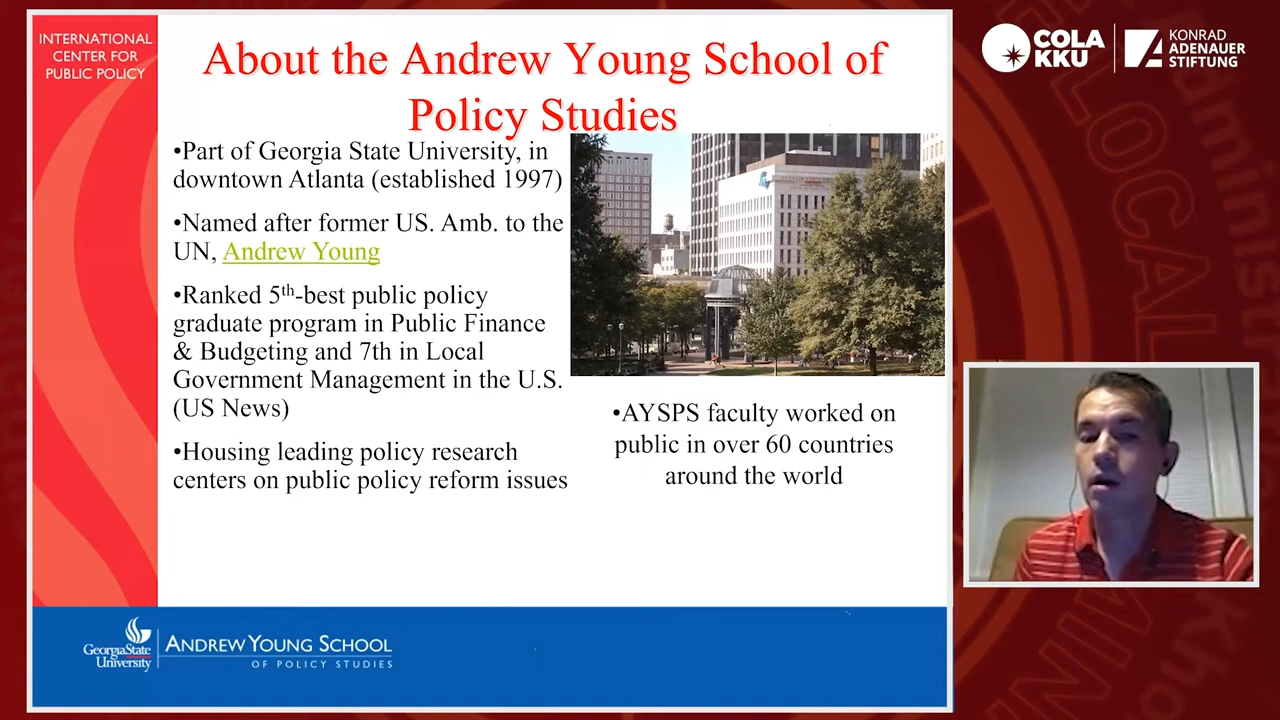 INTERNATIONAL
CENTER FOR
PUBLIC POLICY
About the Andrew Young School of
Policy Studies
•Part of Georgia State University, in
downtown Atlanta (established 1997)
•Named after former US. Amb. to the
UN, Andrew Young
•Ranked 5th-best public policy
graduate program in Public Finance
& Budgeting and 7th in Local
Government Management in the U.S.
(US News)
•Housing leading policy research
centers on public policy reform issues
•AYSPS faculty worked on
public in over 60 countries
around the world
GeorgiaState
University
ANDREW YOUNG SCHOOL
OF POLICY STUDIES
COLA
KKU
KONRAD
ADENAUER
STIFTUNG
LOCAL